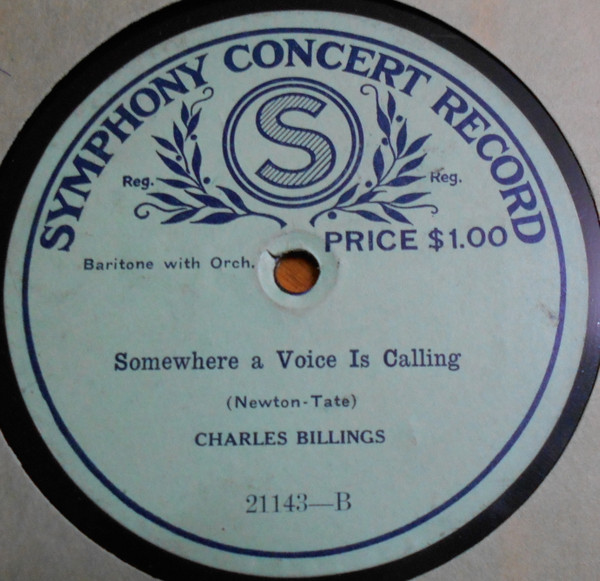 SYMPHONY CONCERT RECORD
S
Reg. Reg.
PRICE $1.00
Baritone with Orch.
Somewhere a Voice Is Calling
(Newton-Tate)
CHARLES BILLINGS
21143—B